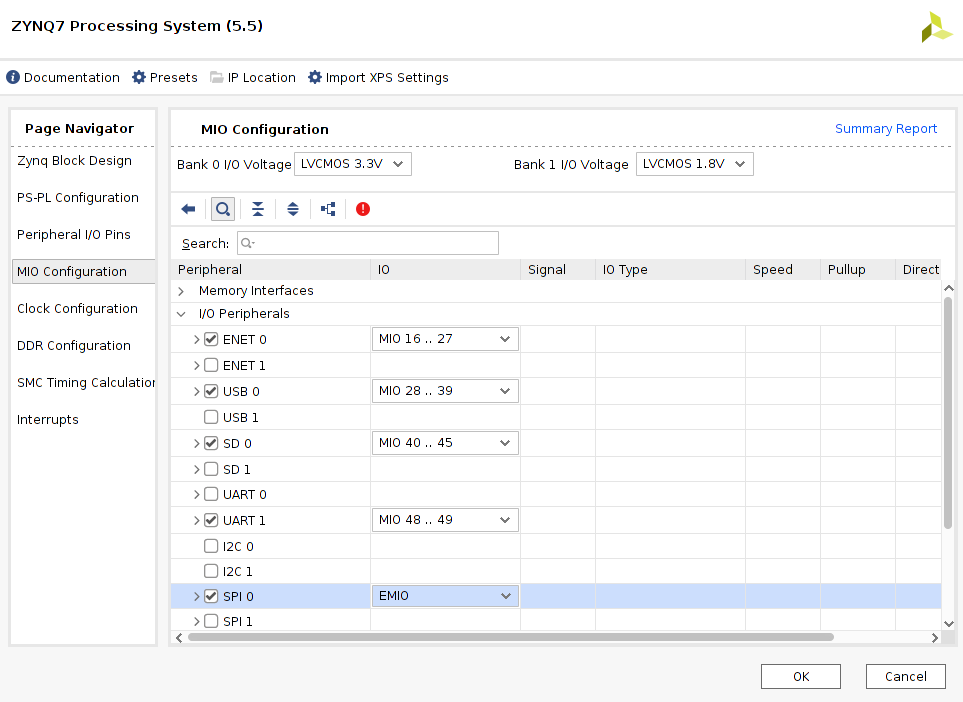 ZYNQ7 Processing System (5.5)
Documentation Presets IP Location Import XPS Settings
Page Navigator
Zynq Block Design
PS-PL Configuration
Peripheral I/O Pins
MIO Configuration
Clock Configuration
DDR Configuration
SMC Timing Calculation
Interrupts
MIO Configuration Summary Report
Bank 0 I/O Voltage LVCMOS 3.3V Bank 1 I/O Voltage LVCMOS 1.8V
Search:
Peripheral IO Signal IO Type Speed Pullup Direct
Memory Interfaces
I/O Peripherals
ENET 0 MIO 16 .. 27
ENET 1
USB 0 MIO 28 .. 39
USB 1
SD 0 MIO 40 .. 45
SD 1
UART 0
UART 1 MIO 48 .. 49
I2C 0
I2C 1
SPI 0 EMIO
SPI 1
OK Cancel